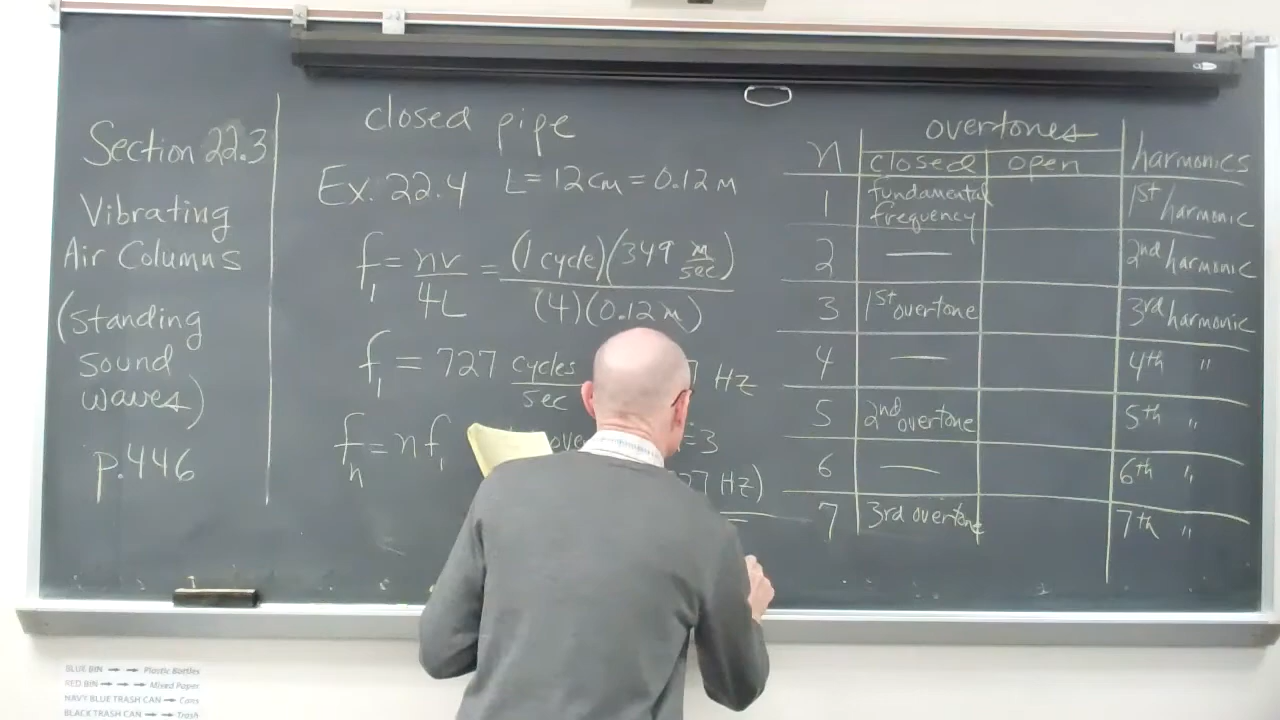 Section 22.3
Vibrating
Air Columns
(standing
sound
waves)
p.446
closed pipe
Ex. 22.4 L = 12 cm = 0.12 m
f₁ = nv/4L = (1 cycle)(349 m/sec)/(4)(0.12 m)
f₁ = 727 cycles/sec Hz
fₙ = n f₁ = 3
Hz)
overtones
n closed open harmonics
1 fundamental frequency 1st harmonic
2 — 2nd harmonic
3 1st overtone 3rd harmonic
4 — 4th "
5 2nd overtone 5th "
6 — 6th "
7 3rd overtone 7th "
BLUE BIN → → Plastic Bottles
RED BIN → → → → Mixed Paper
NAVY BLUE TRASH CAN → Cans
BLACK TRASH CAN → → Trash